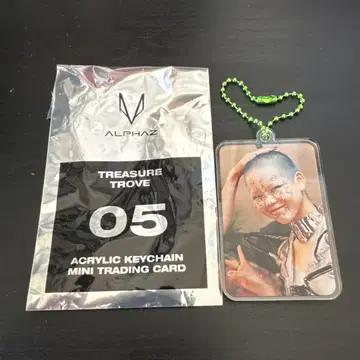 ALPHAZ
TREASURE
TROVE
05
ACRYLIC KEYCHAIN
MINI TRADING CARD